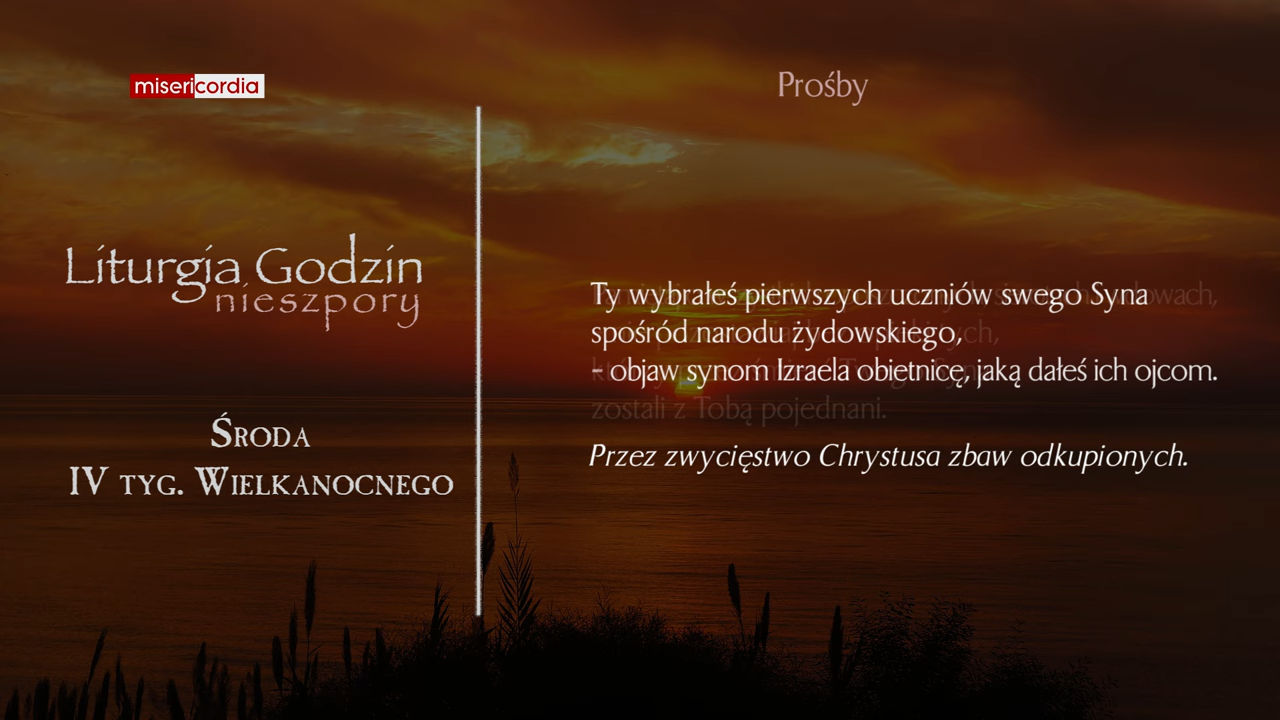 misericordia
Prośby
Liturgia Godzin
nieszpory
Środa
IV tyg. Wielkanocnego
Ty wybrałeś pierwszych uczniów swego Syna
spośród narodu żydowskiego,
- objaw synom Izraela obietnicę, jaką dałeś ich ojcom.
zostali z Tobą pojednani.
Przez zwycięstwo Chrystusa zbaw odkupionych.